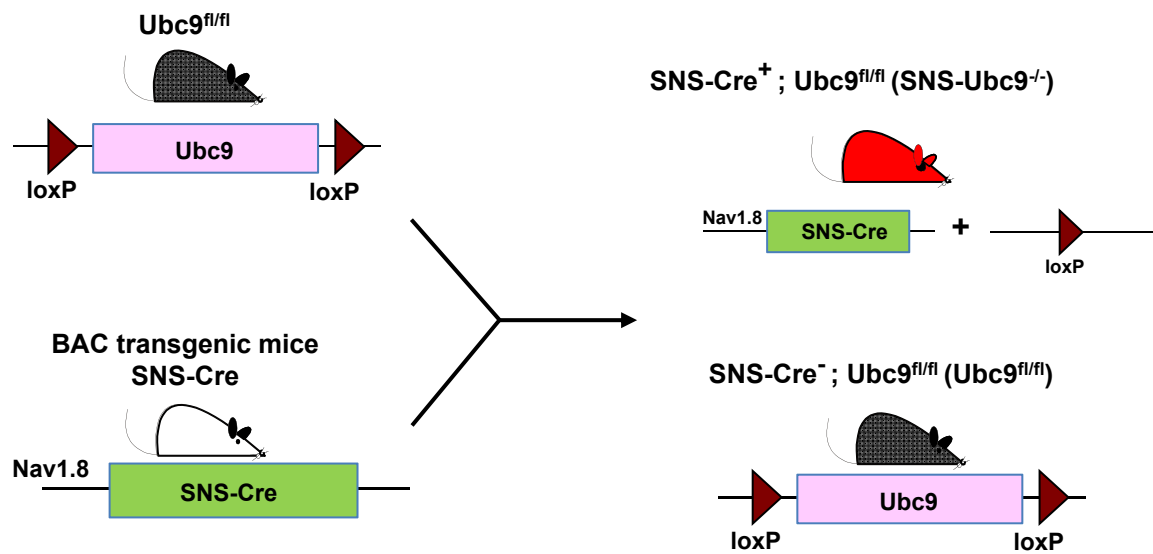 Ubc9fl/fl
Ubc9
loxP
loxP
BAC transgenic mice
SNS-Cre
Nav1.8
SNS-Cre
SNS-Cre+ ; Ubc9fl/fl (SNS-Ubc9-/-)
Nav1.8
SNS-Cre
+
loxP
SNS-Cre- ; Ubc9fl/fl (Ubc9fl/fl)
Ubc9
loxP
loxP